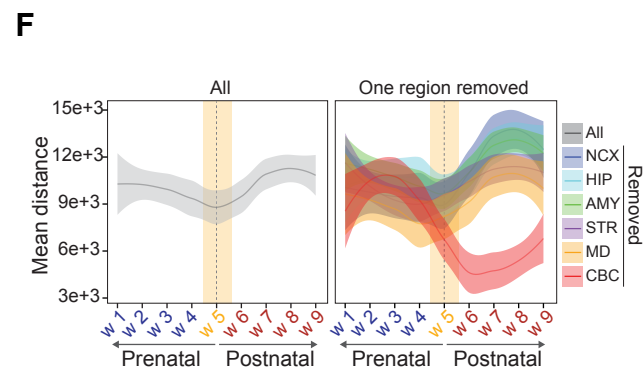 F
All
One region removed
Mean distance
15e+3
12e+3
9e+3
6e+3
3e+3
w 1
w 2
w 3
w 4
w 5
w 6
w 7
w 8
w 9
w 1
w 2
w 3
w 4
w 5
w 6
w 7
w 8
w 9
Prenatal
Postnatal
Prenatal
Postnatal
All
NCX
HIP
AMY
STR
MD
CBC
Removed